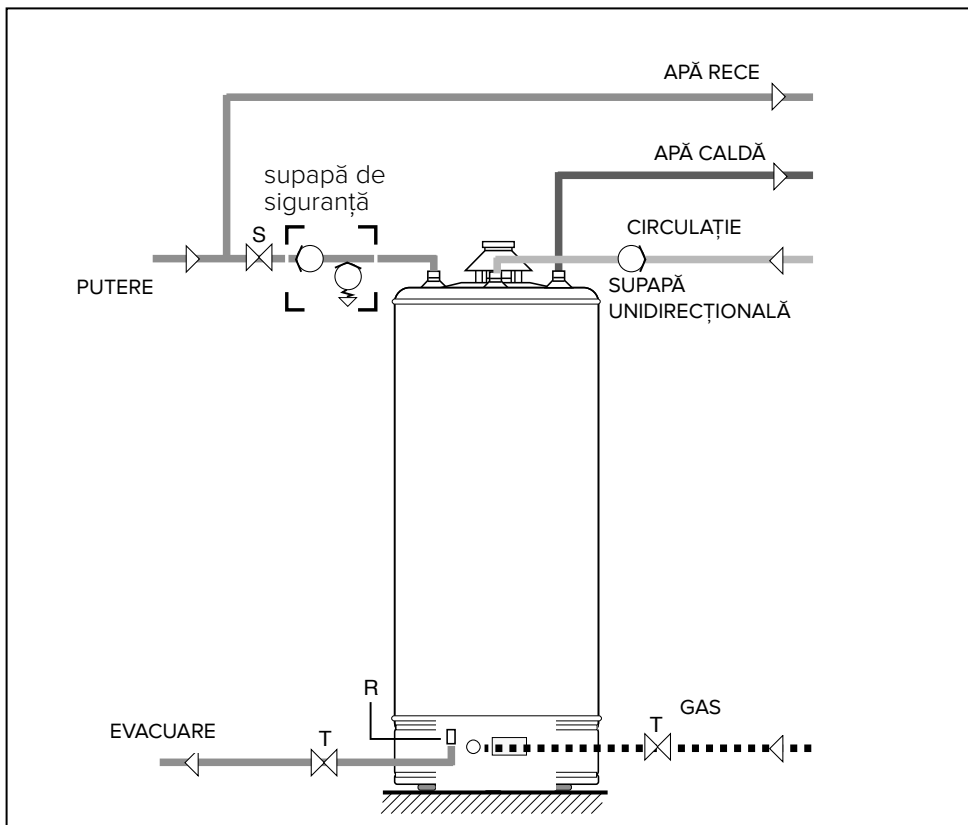 APĂ RECE
APĂ CALDĂ
supapă de
siguranță
S
CIRCULAȚIE
PUTERE
SUPAPĂ
UNIDIRECȚIONALĂ
R
GAS
EVACUARE
T
T